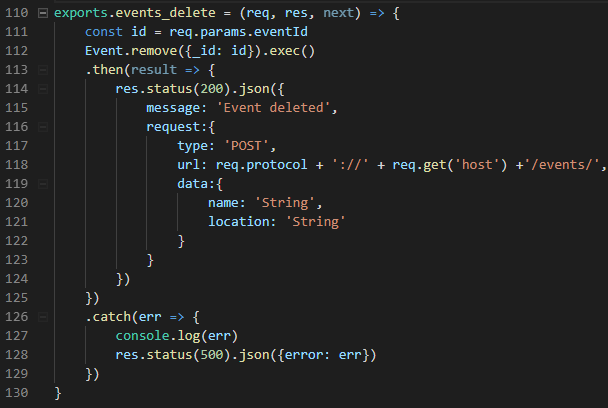 110 exports.events_delete = (req, res, next) => {
111     const id = req.params.eventId
112     Event.remove({_id: id}).exec()
113     .then(result => {
114         res.status(200).json({
115             message: 'Event deleted',
116             request:{
117                 type: 'POST',
118                 url: req.protocol + '://' + req.get('host') +'/events/',
119                 data:{
120                     name: 'String',
121                     location: 'String'
122                 }
123             }
124         })
125     })
126     .catch(err => {
127         console.log(err)
128         res.status(500).json({error: err})
129     })
130 }